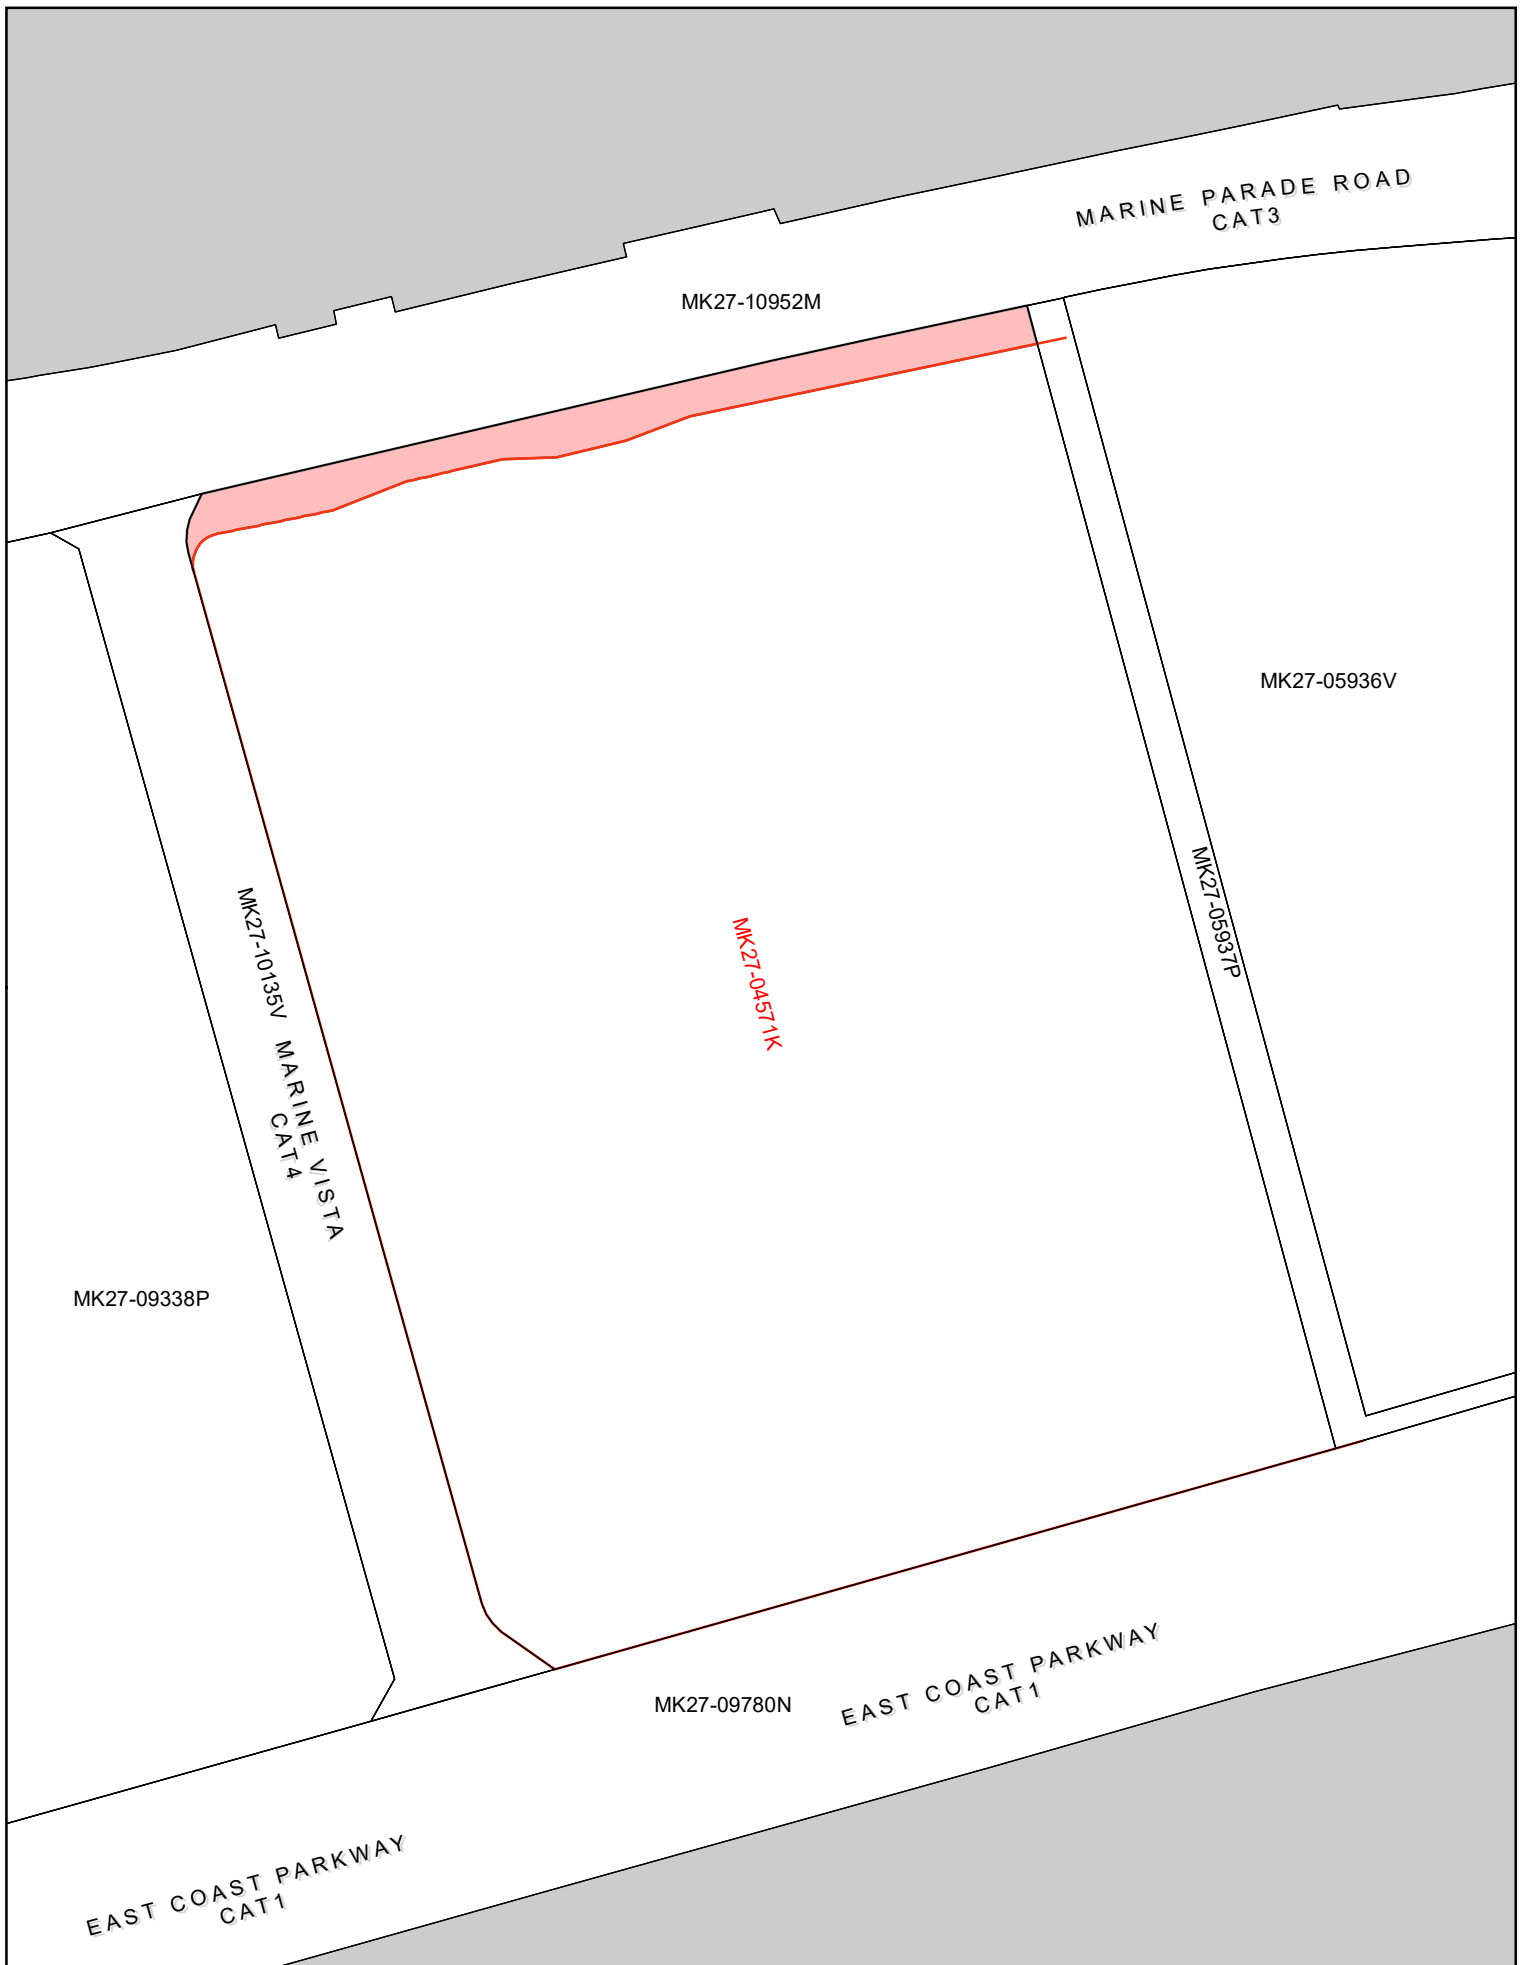 MARINE PARADE ROAD
CAT3
MK27-10952M
MK27-05936V
MK27-05937P
MK27-04571K
MK27-10135V
MARINE VISTA
CAT4
MK27-09338P
MK27-09780N
EAST COAST PARKWAY
CAT1
EAST COAST PARKWAY
CAT1